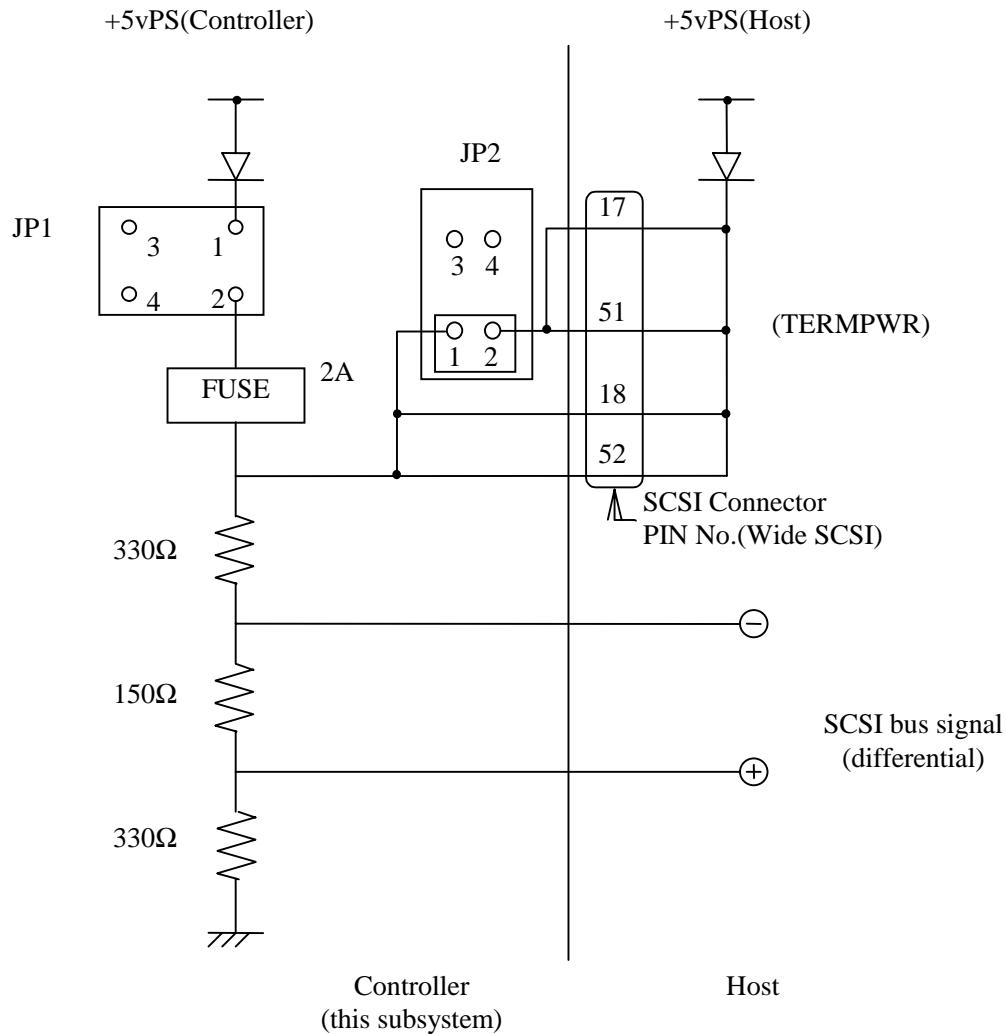 +5vPS(Controller)
+5vPS(Host)
JP2
JP1
3 1
4 2
3 4
1 2
17
51
18
52
(TERMPWR)
FUSE
2A
SCSI Connector
PIN No.(Wide SCSI)
330Ω
−
150Ω
SCSI bus signal
(differential)
+
330Ω
Controller
(this subsystem)
Host